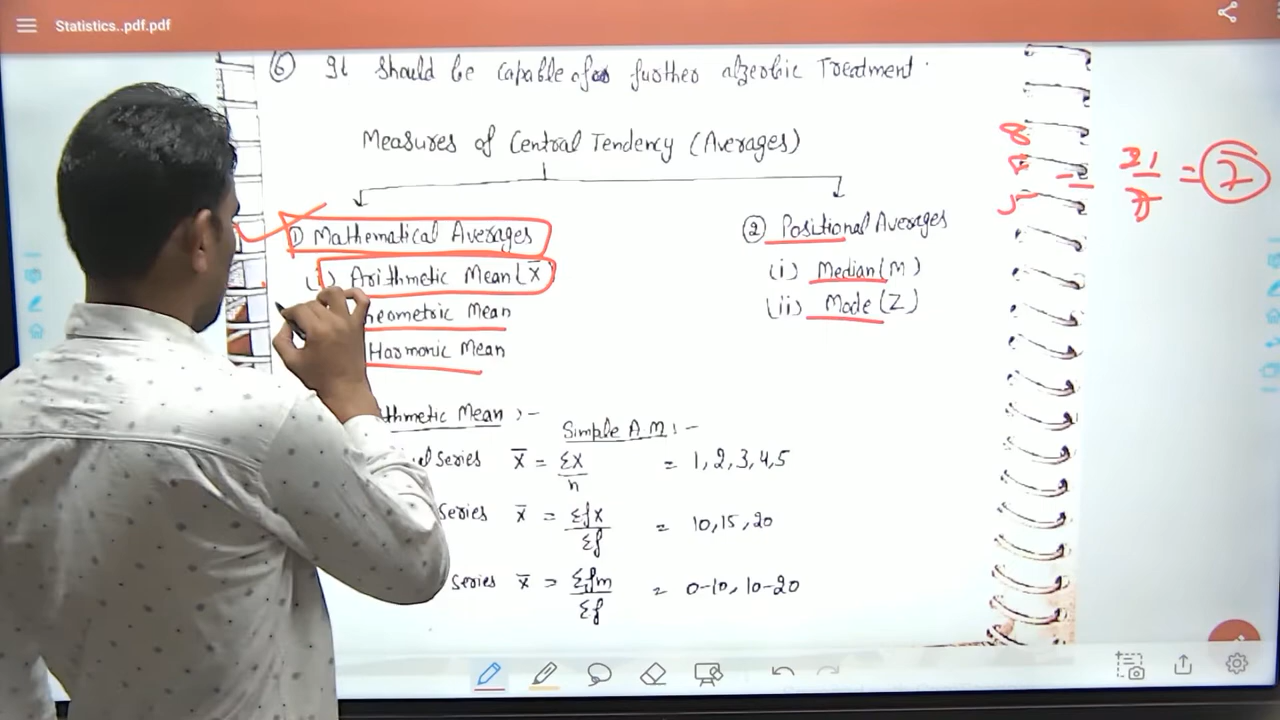 Statistics..pdf.pdf
⑥ It should be capable of further algebric Treatment.
Measures of Central Tendency (Averages)
① Mathematical Averages
(i) Arithmetic Mean (X̅)
Geometric Mean
Harmonic Mean
② Positional Averages
(i) Median (M)
(ii) Mode (Z)
thmetic Mean :-
Simple A.M. :-
Series X̅ = Σx/n = 1, 2, 3, 4, 5
Series X̅ = Σfx/Σf = 10, 15, 20
Series X̅ = Σfm/Σf = 0-10, 10-20
8
5
21
= 7